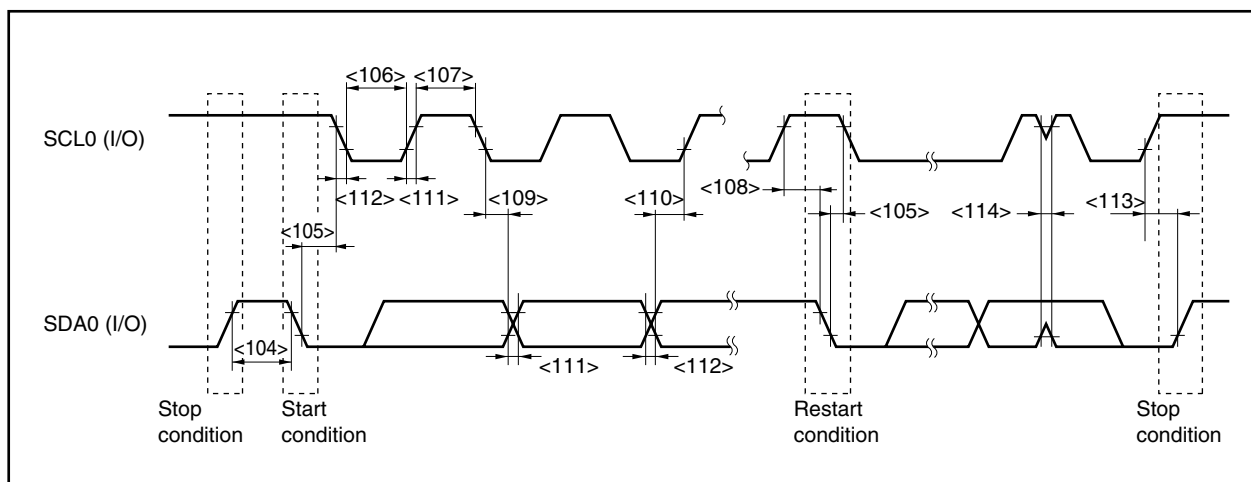 <106> <107>
SCL0 (I/O)
<112> <111> <109> <110> <108> <105> <114> <113>
<105>
SDA0 (I/O)
<104> <111> <112>
Stop
condition
Start
condition
Restart
condition
Stop
condition